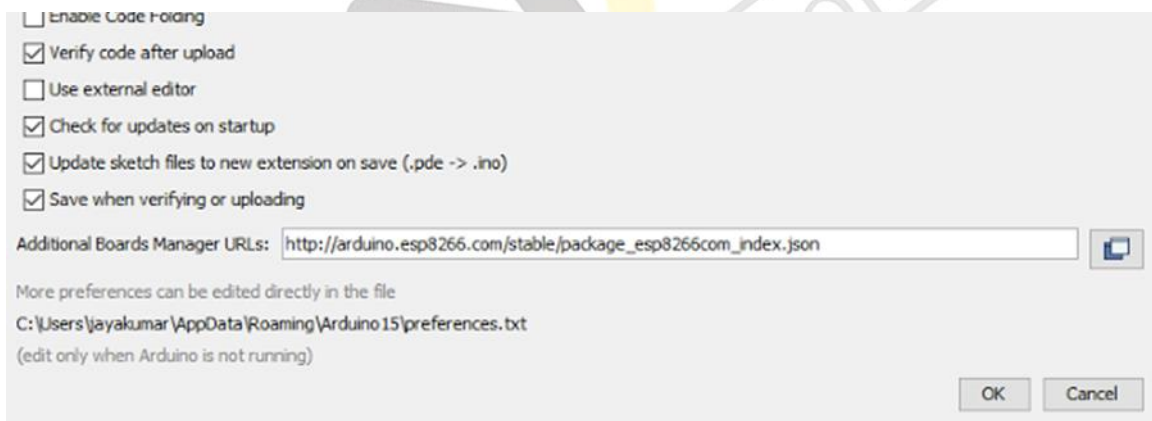 Enable Code Folding
Verify code after upload
Use external editor
Check for updates on startup
Update sketch files to new extension on save (.pde -> .ino)
Save when verifying or uploading
Additional Boards Manager URLs: http://arduino.esp8266.com/stable/package_esp8266com_index.json
More preferences can be edited directly in the file
C:\Users\jayakumar\AppData\Roaming\Arduino15\preferences.txt
(edit only when Arduino is not running)
OK Cancel